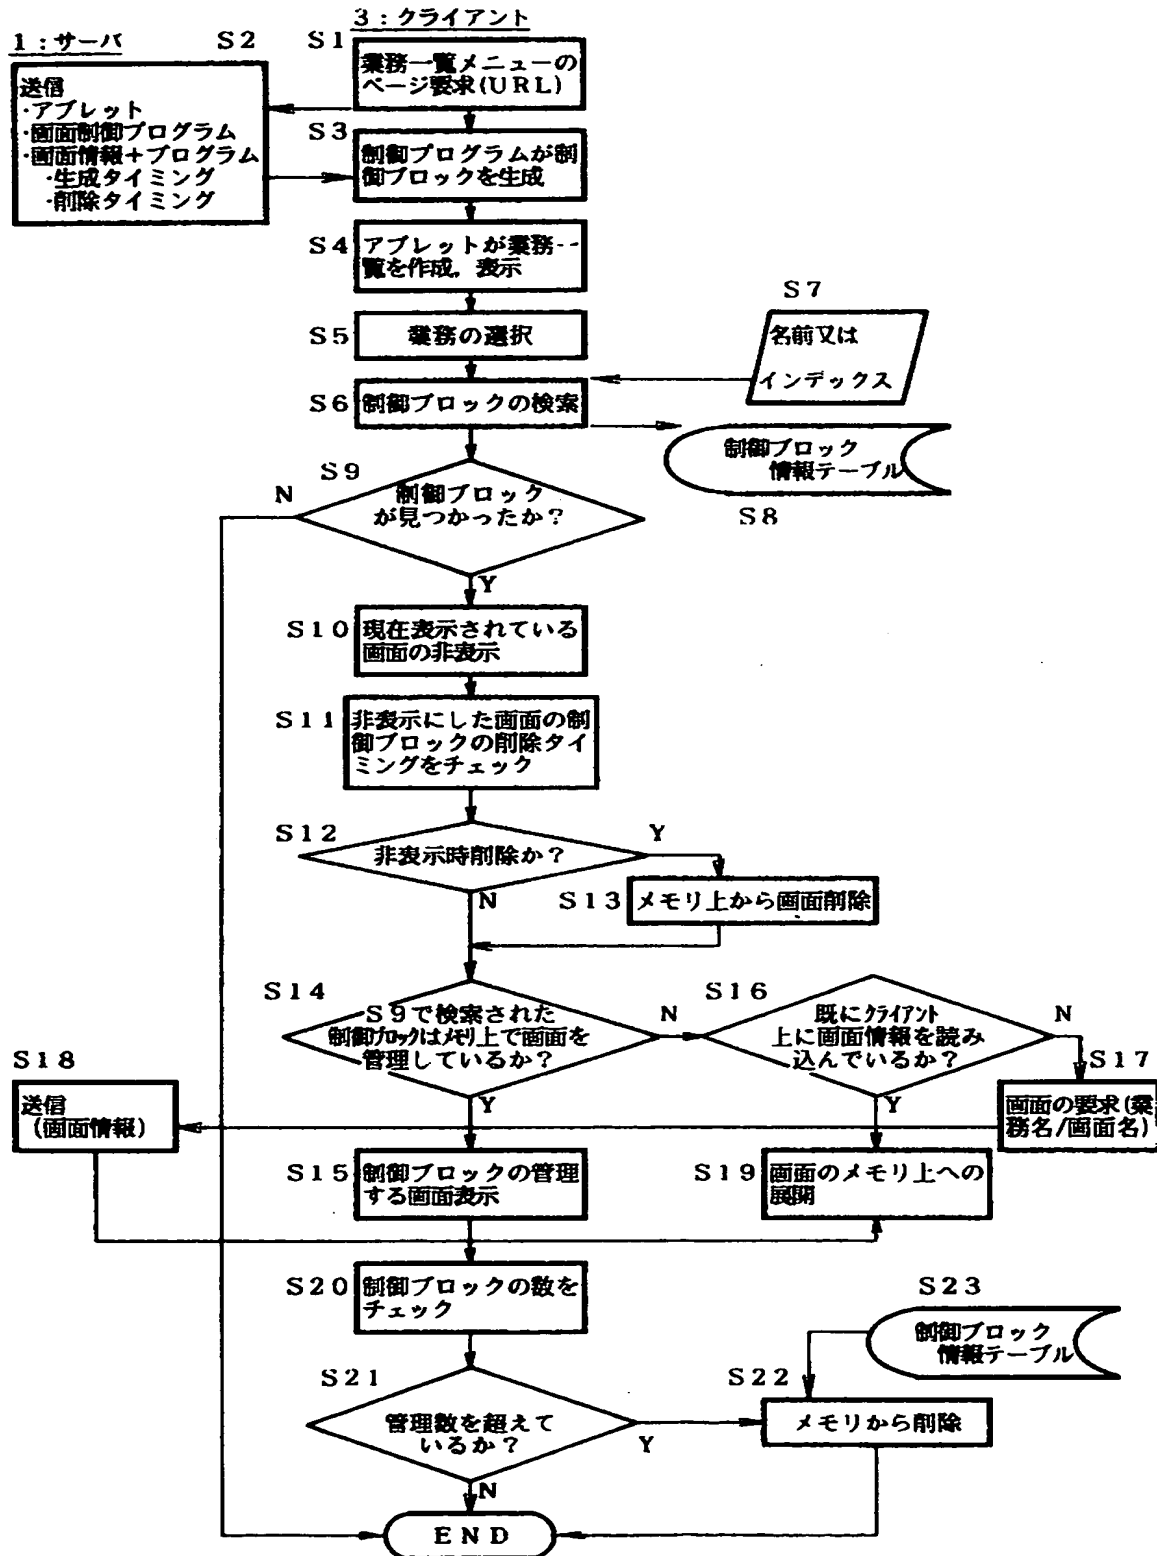 3：クライアント
1：サーバ
S2
S1
業務一覧メニューの
ページ要求(URL)
送信
・アプレット
・画面制御プログラム
・画面情報＋プログラム
・生成タイミング
・削除タイミング
S3
制御プログラムが制
御ブロックを生成
S4
アプレットが業務一
覧を作成，表示
S5
業務の選択
S7
名前又は
インデックス
S6
制御ブロックの検索
制御ブロック
情報テーブル
S8
S9
制御ブロック
が見つかったか？
N
Y
S10
現在表示されている
画面の非表示
S11
非表示にした画面の制
御ブロックの削除タイ
ミングをチェック
S12
非表示時削除か？
Y
N
S13
メモリ上から画面削除
S14
S9で検索された
制御ブロックはメモリ上で画面を
管理しているか？
N
Y
S16
既にクライアント
上に画面情報を読み
込んでいるか？
N
Y
S17
画面の要求(業
務名/画面名)
S18
送信
(画面情報)
S15
制御ブロックの管理
する画面表示
S19
画面のメモリ上への
展開
S20
制御ブロックの数を
チェック
S23
制御ブロック
情報テーブル
S21
管理数を超えて
いるか？
Y
N
S22
メモリから削除
END